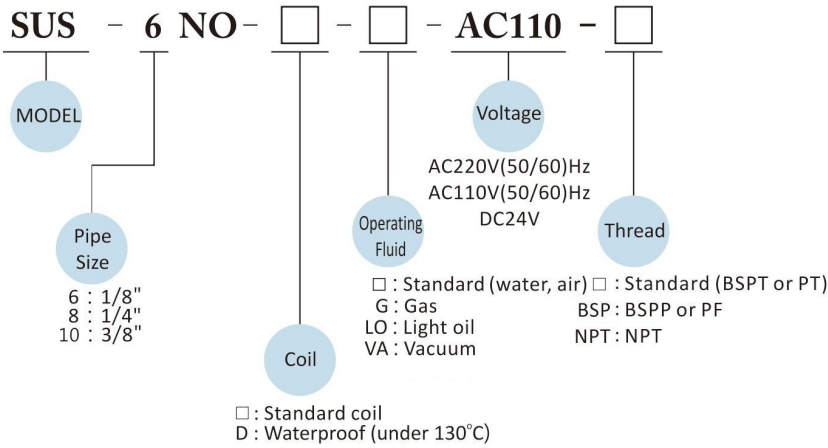 SUS - 6 NO - □ - □ - AC110 - □
MODEL
Pipe
Size
6 : 1/8"
8 : 1/4"
10 : 3/8"
Coil
□ : Standard coil
D : Waterproof (under 130°C)
Operating
Fluid
□ : Standard (water, air)
G : Gas
LO : Light oil
VA : Vacuum
Voltage
AC220V(50/60)Hz
AC110V(50/60)Hz
DC24V
Thread
□ : Standard (BSPT or PT)
BSP : BSPP or PF
NPT : NPT